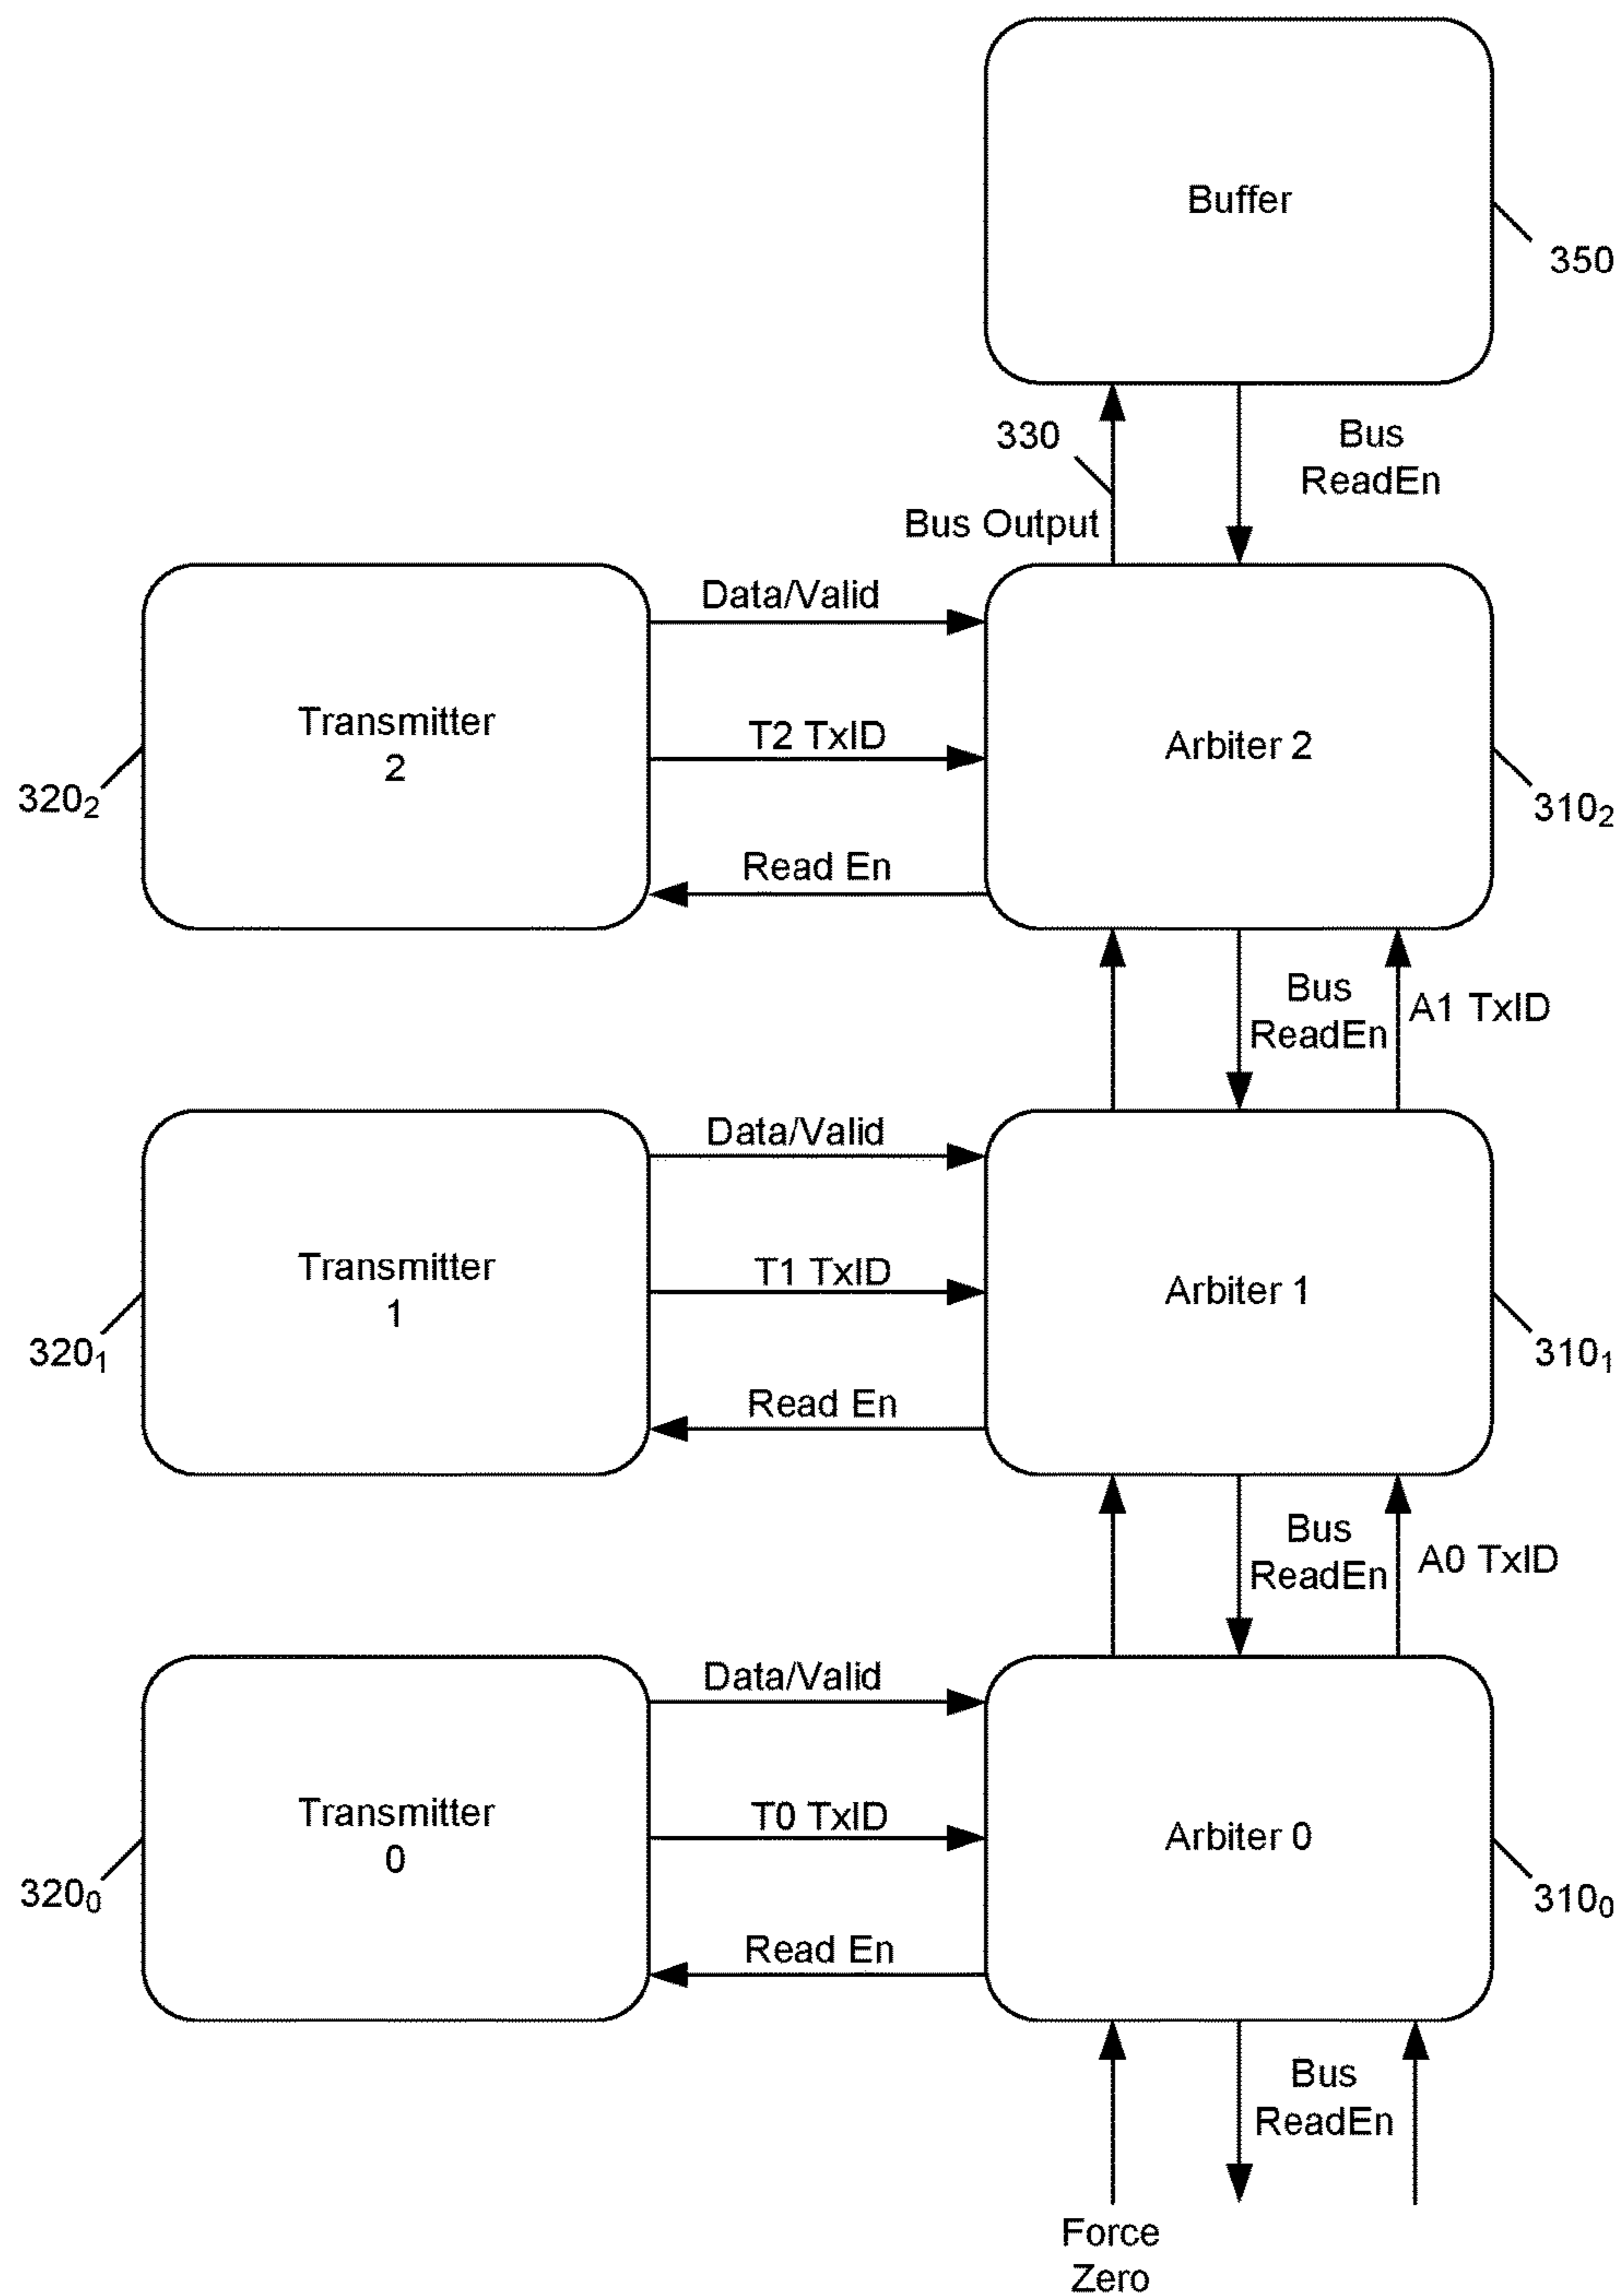 Buffer
350
330
Bus
ReadEn
Bus Output
Data/Valid
Transmitter
2
T2 TxID
Arbiter 2
320₂
310₂
Read En
Bus
ReadEn
A1 TxID
Data/Valid
Transmitter
1
T1 TxID
Arbiter 1
320₁
310₁
Read En
Bus
ReadEn
A0 TxID
Data/Valid
Transmitter
0
T0 TxID
Arbiter 0
320₀
310₀
Read En
Bus
ReadEn
Force
Zero